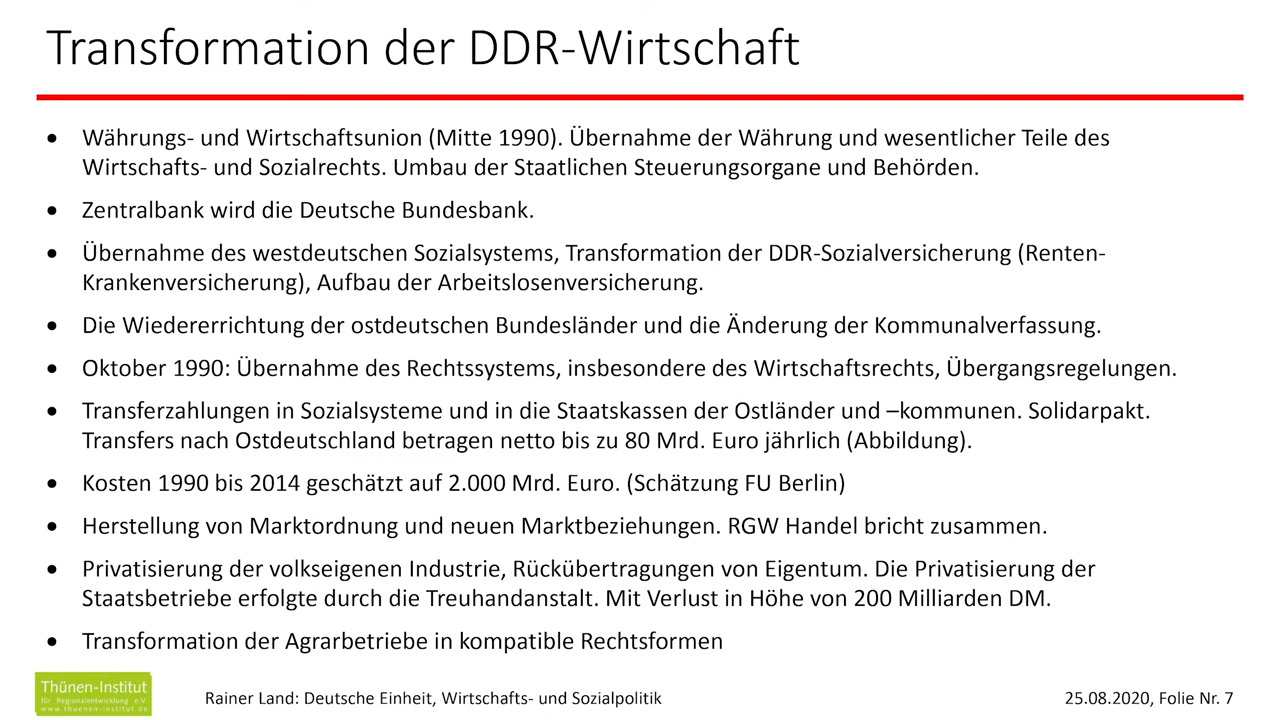 Transformation der DDR-Wirtschaft
• Währungs- und Wirtschaftsunion (Mitte 1990). Übernahme der Währung und wesentlicher Teile des
Wirtschafts- und Sozialrechts. Umbau der Staatlichen Steuerungsorgane und Behörden.
• Zentralbank wird die Deutsche Bundesbank.
• Übernahme des westdeutschen Sozialsystems, Transformation der DDR-Sozialversicherung (Renten-
Krankenversicherung), Aufbau der Arbeitslosenversicherung.
• Die Wiedererrichtung der ostdeutschen Bundesländer und die Änderung der Kommunalverfassung.
• Oktober 1990: Übernahme des Rechtssystems, insbesondere des Wirtschaftsrechts, Übergangsregelungen.
• Transferzahlungen in Sozialsysteme und in die Staatskassen der Ostländer und –kommunen. Solidarpakt.
Transfers nach Ostdeutschland betragen netto bis zu 80 Mrd. Euro jährlich (Abbildung).
• Kosten 1990 bis 2014 geschätzt auf 2.000 Mrd. Euro. (Schätzung FU Berlin)
• Herstellung von Marktordnung und neuen Marktbeziehungen. RGW Handel bricht zusammen.
• Privatisierung der volkseigenen Industrie, Rückübertragungen von Eigentum. Die Privatisierung der
Staatsbetriebe erfolgte durch die Treuhandanstalt. Mit Verlust in Höhe von 200 Milliarden DM.
• Transformation der Agrarbetriebe in kompatible Rechtsformen
Thünen-Institut
für Regionalentwicklung e.V.
www.thuenen-institut.de
Rainer Land: Deutsche Einheit, Wirtschafts- und Sozialpolitik
25.08.2020, Folie Nr. 7